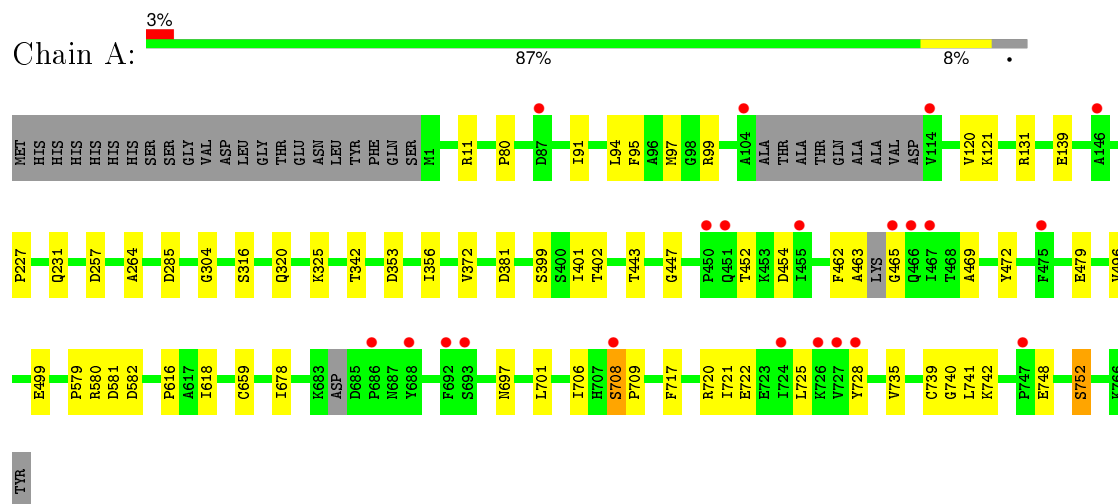 3%
Chain A:
87% 8% •
MET HIS HIS HIS HIS HIS HIS SER SER GLY VAL ASP LEU GLY THR GLU ASN LEU TYR PHE GLN SER M1 R11 P80 D87 I91 L94 F95 A96 M97 G98 R99 A104 ALA THR ALA THR GLN ALA ALA VAL ASP V114 V120 K121 R131 E139 A146
P227 Q231 D257 A264 D285 G304 S316 Q320 K325 T342 D353 I356 V372 D381 S399 S400 I401 T402 T443 G447 P450 Q451 T452 K453 D454 I455 F462 A463 LYS G465 Q466 I467 T468 A469 Y472 F475 E479 V496
E499 P579 R580 D581 D582 P616 A617 I618 C659 I678 K683 ASP D685 P686 N687 Y688 F692 S693 N697 L701 I706 H707 S708 P709 F717 R720 I721 E722 E723 I724 L725 K726 V727 Y728 V735 C739 G740 L741 K742 P747 E748 S752 K766
TYR